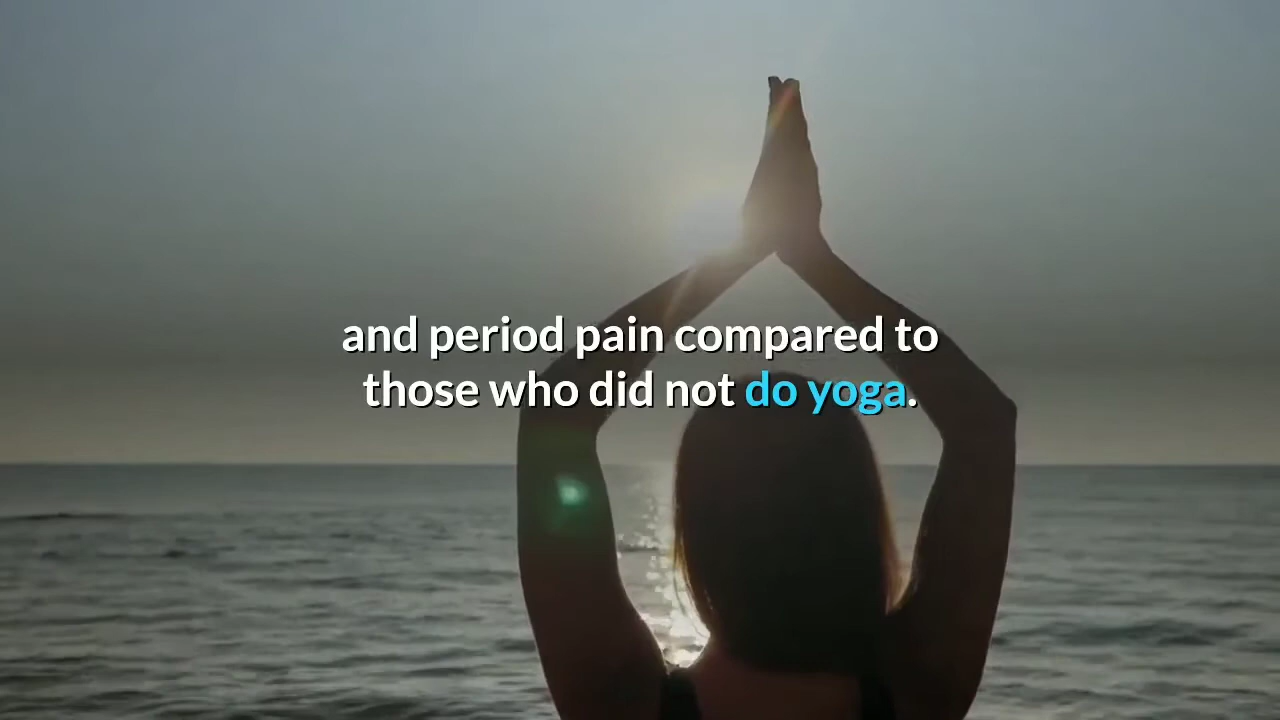 and period pain compared to
those who did not do yoga.